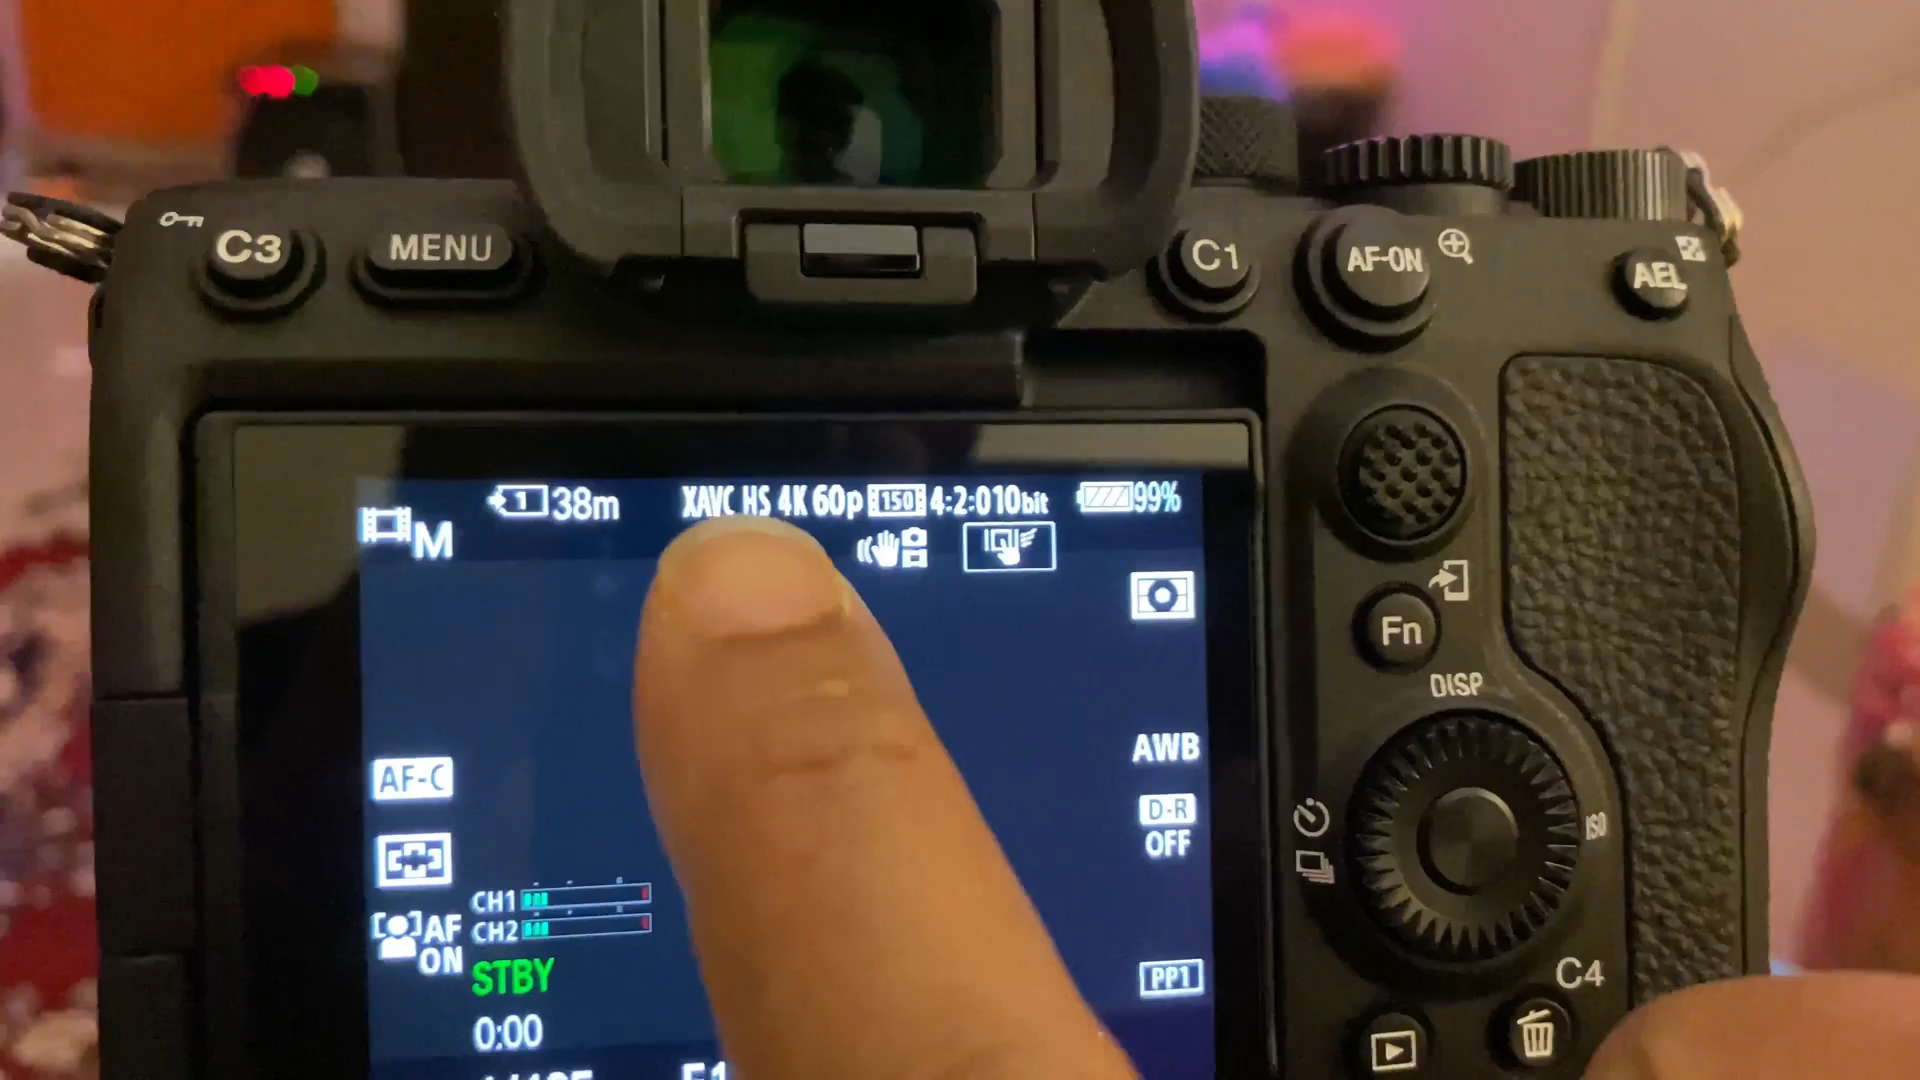 C3
MENU
C1
AF-ON
AEL
1 38m
XAVC HS 4K 60p 150 4:2:0 10bit
99%
M
Fn
DISP
AWB
AF-C
D-R
OFF
ISO
CH1
CH2
AF
ON
STBY
PP1
C4
0:00